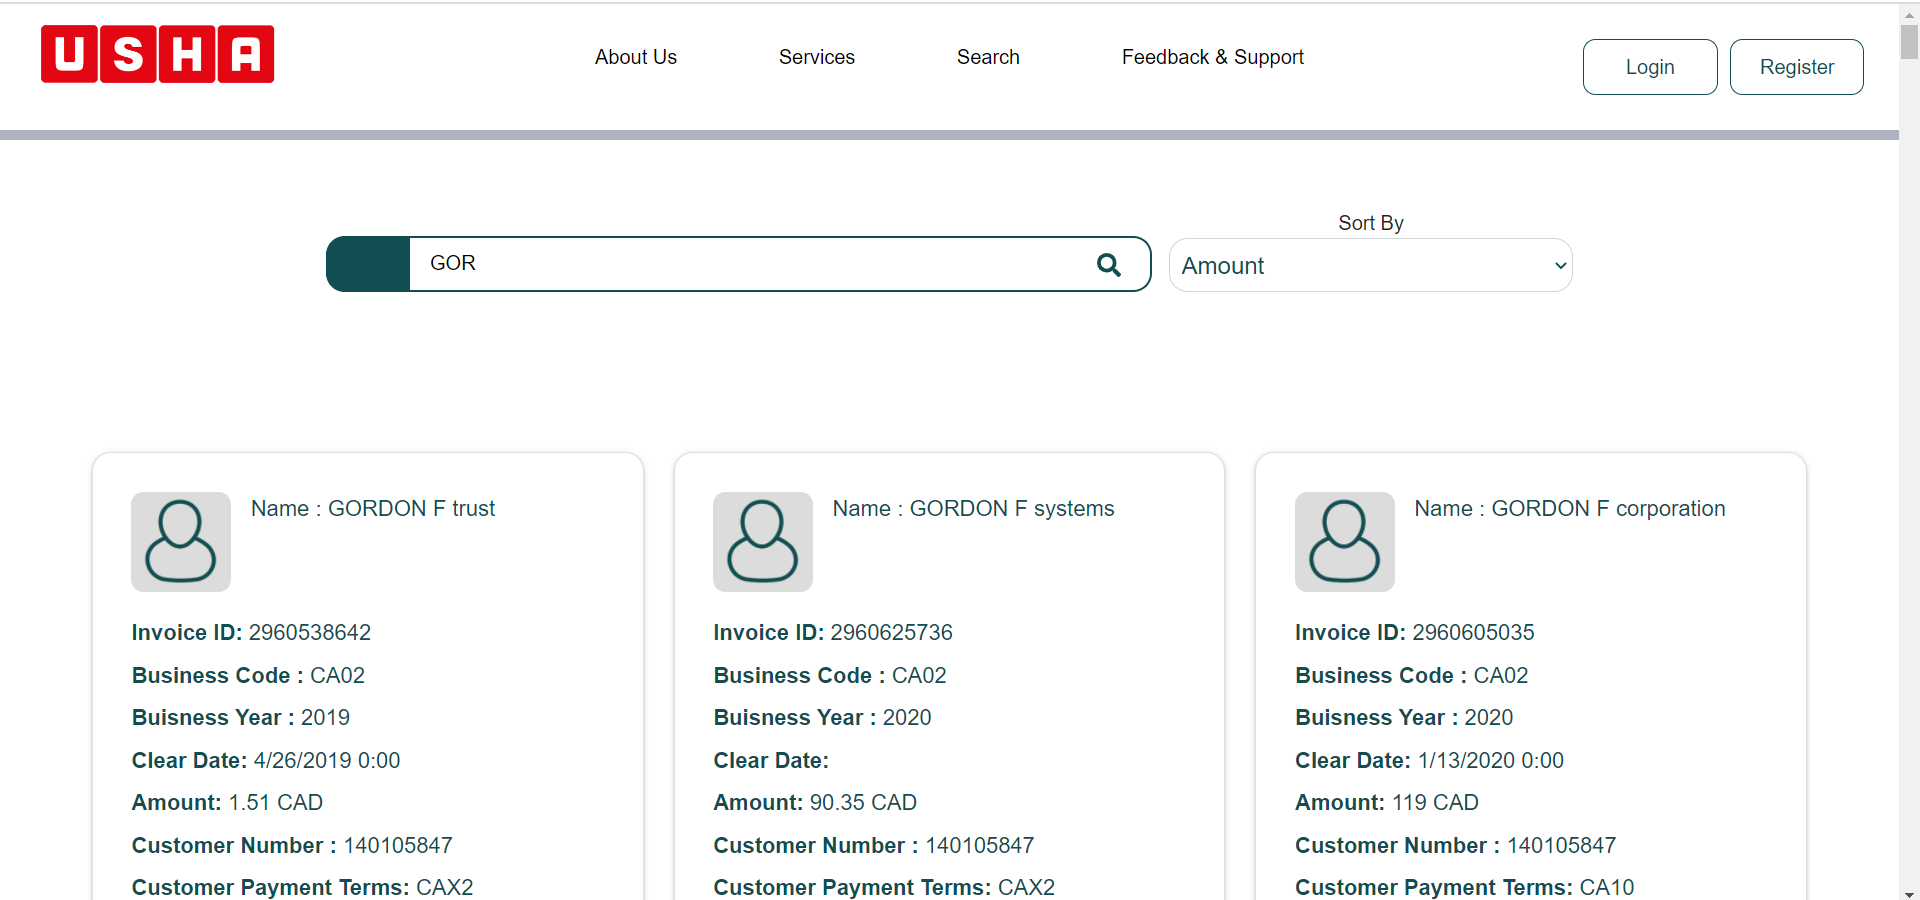 USHA
About Us Services Search Feedback & Support Login Register
Sort By
GOR Amount
Name : GORDON F trust
Invoice ID: 2960538642
Business Code : CA02
Buisness Year : 2019
Clear Date: 4/26/2019 0:00
Amount: 1.51 CAD
Customer Number : 140105847
Customer Payment Terms: CAX2
Name : GORDON F systems
Invoice ID: 2960625736
Business Code : CA02
Buisness Year : 2020
Clear Date:
Amount: 90.35 CAD
Customer Number : 140105847
Customer Payment Terms: CAX2
Name : GORDON F corporation
Invoice ID: 2960605035
Business Code : CA02
Buisness Year : 2020
Clear Date: 1/13/2020 0:00
Amount: 119 CAD
Customer Number : 140105847
Customer Payment Terms: CA10